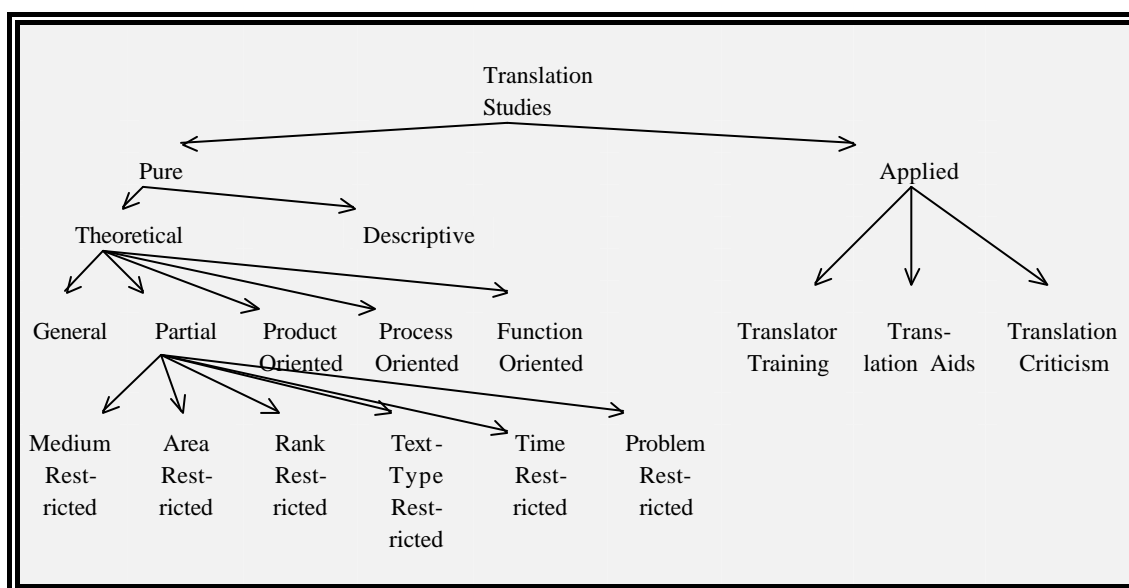 Translation
Studies
Pure
Applied
Theoretical
Descriptive
General
Partial
Product
Oriented
Process
Oriented
Function
Oriented
Translator
Training
Trans-
lation Aids
Translation
Criticism
Medium
Rest-
ricted
Area
Rest-
ricted
Rank
Rest-
ricted
Text-
Type
Rest-
ricted
Time
Rest-
ricted
Problem
Rest-
ricted